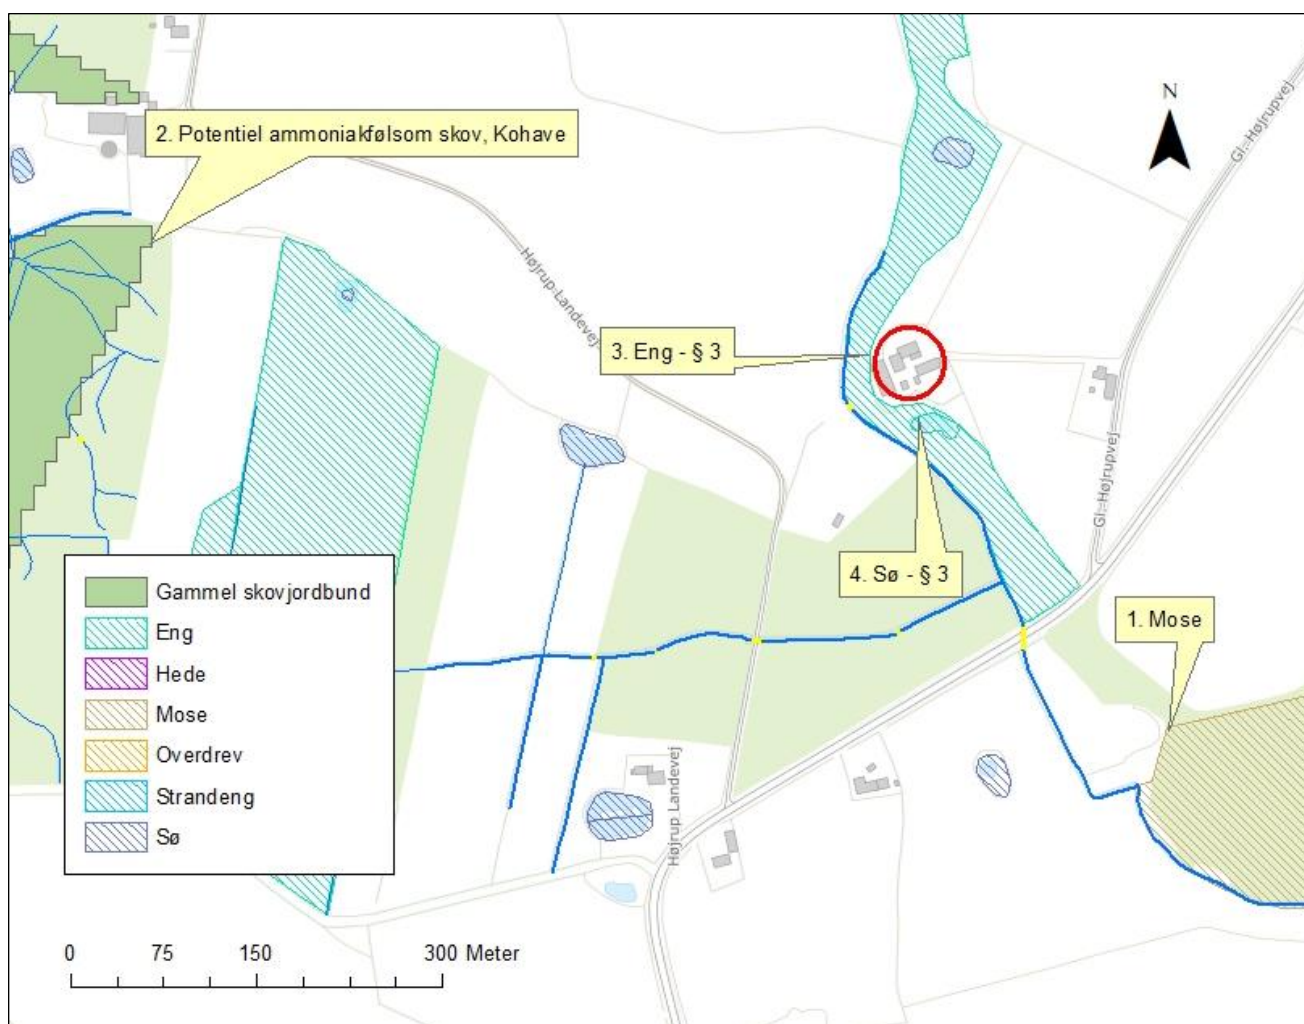 N
2. Potentiel ammoniakfølsom skov, Kohave
Gl. Højrupvej
Højrup Landevej
3. Eng - § 3
Gl. Højrupvej
4. Sø - § 3
1. Mose
Gammel skovjordbund
Eng
Hede
Mose
Overdrev
Strandeng
Sø
Højrup Landevej
0 75 150 300 Meter